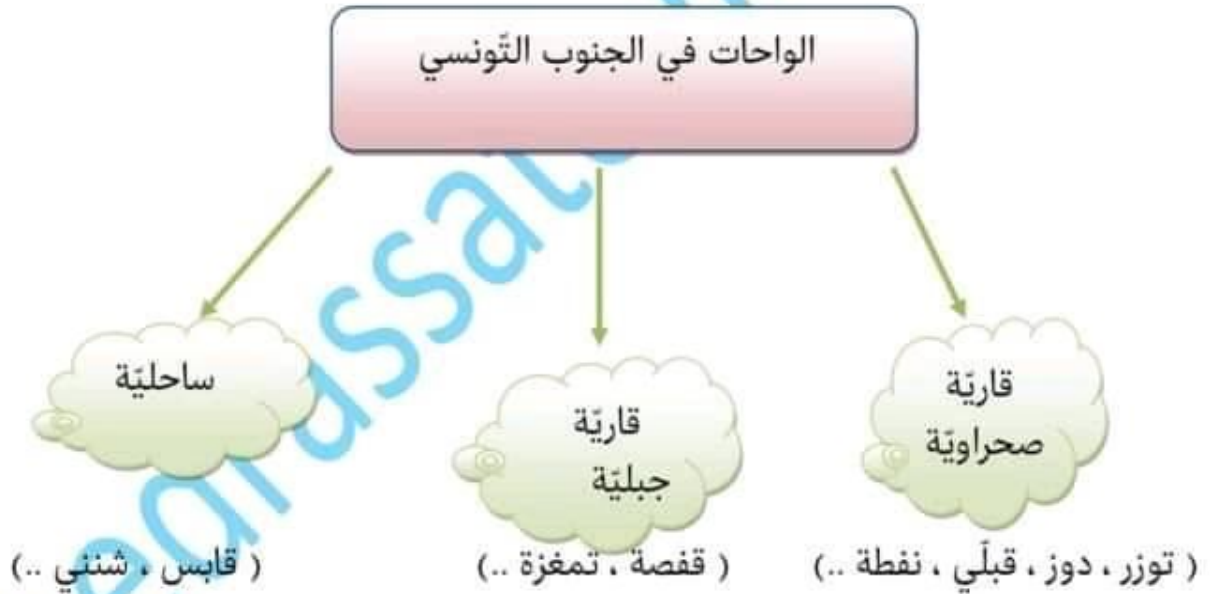 الواحات في الجنوب التّونسي
قاريّة
صحراويّة
( توزر ، دوز ، قبلّي ، نفطة ..)
قاريّة
جبليّة
( قفصة ، تمغزة ..)
ساحليّة
( قابس ، شنني ..)